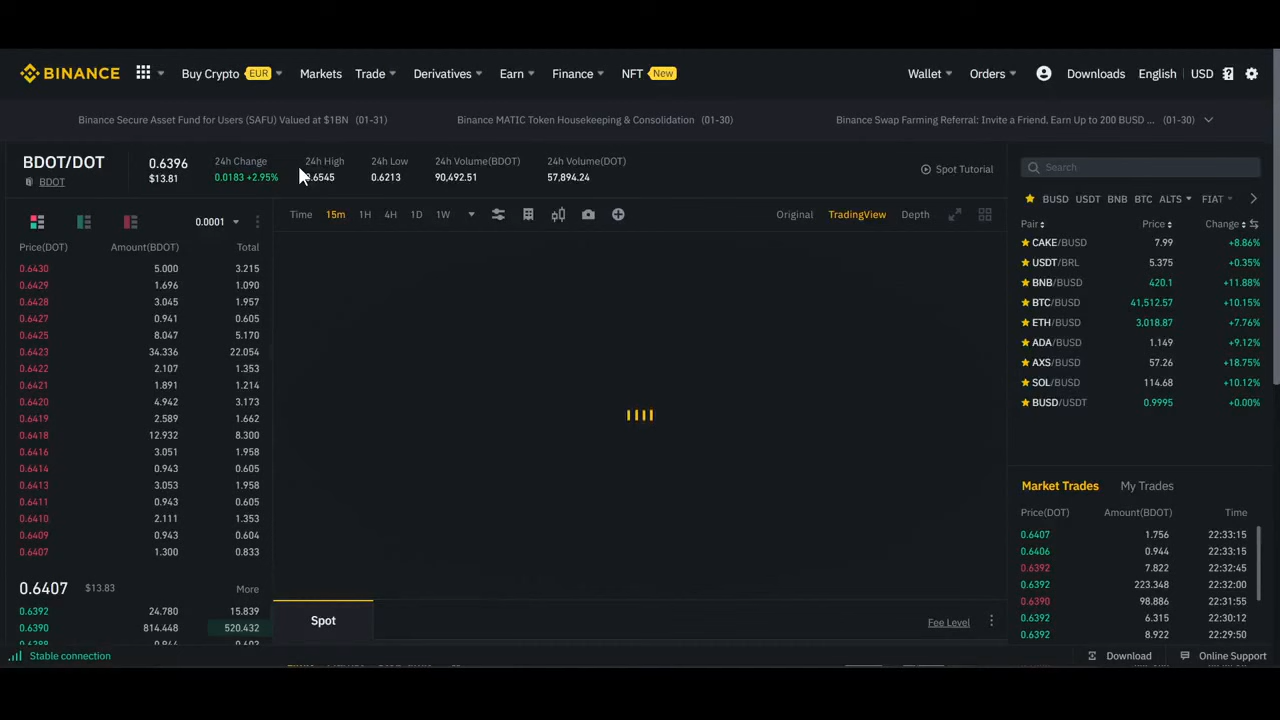 BINANCE Buy Crypto EUR Markets Trade Derivatives Earn Finance NFT New Wallet Orders Downloads English USD
Binance Secure Asset Fund for Users (SAFU) Valued at $1BN (01-31) Binance MATIC Token Housekeeping & Consolidation (01-30) Binance Swap Farming Referral: Invite a Friend, Earn Up to 200 BUSD ... (01-30)
BDOT/DOT
BDOT
0.6396
$13.81
24h Change
0.0183 +2.95%
24h High
.6545
24h Low
0.6213
24h Volume(BDOT)
90,492.51
24h Volume(DOT)
57,894.24
Spot Tutorial
0.0001
Price(DOT) Amount(BDOT) Total
0.6430 5.000 3.215
0.6429 1.696 1.090
0.6428 3.045 1.957
0.6427 0.941 0.605
0.6425 8.047 5.170
0.6423 34.336 22.054
0.6422 2.107 1.353
0.6421 1.891 1.214
0.6420 4.942 3.173
0.6419 2.589 1.662
0.6418 12.932 8.300
0.6416 3.051 1.958
0.6414 0.943 0.605
0.6413 3.053 1.958
0.6411 0.943 0.605
0.6410 2.111 1.353
0.6409 0.943 0.604
0.6407 1.300 0.833
0.6407 $13.83 More
0.6392 24.780 15.839
0.6390 814.448 520.432
Time 15m 1H 4H 1D 1W Original TradingView Depth
Spot Fee Level
Search
BUSD USDT BNB BTC ALTS FIAT
Pair Price Change
CAKE/BUSD 7.99 +8.86%
USDT/BRL 5.375 +0.35%
BNB/BUSD 420.1 +11.88%
BTC/BUSD 41,512.57 +10.15%
ETH/BUSD 3,018.87 +7.76%
ADA/BUSD 1.149 +9.12%
AXS/BUSD 57.26 +18.75%
SOL/BUSD 114.68 +10.12%
BUSD/USDT 0.9995 +0.00%
Market Trades My Trades
Price(DOT) Amount(BDOT) Time
0.6407 1.756 22:33:15
0.6406 0.944 22:33:15
0.6392 7.822 22:32:45
0.6392 223.348 22:32:00
0.6390 98.886 22:31:55
0.6392 6.315 22:30:12
0.6392 8.922 22:29:50
Stable connection Download Online Support